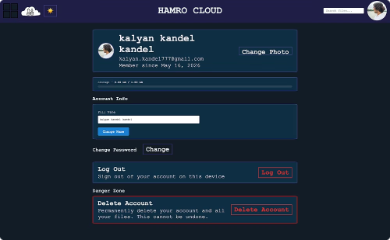 HAMRO CLOUD
kalyan kandel
kandel
kalyan.kandel777@gmail.com
Member since May 16, 2026
Change Photo
Account Info
Full Name
kalyan kandel kandel
Change Name
Change Password
Change
Log Out
Sign out of your account on this device
Log Out
Danger Zone
Delete Account
Permanently delete your account and all
your files. This cannot be undone.
Delete Account